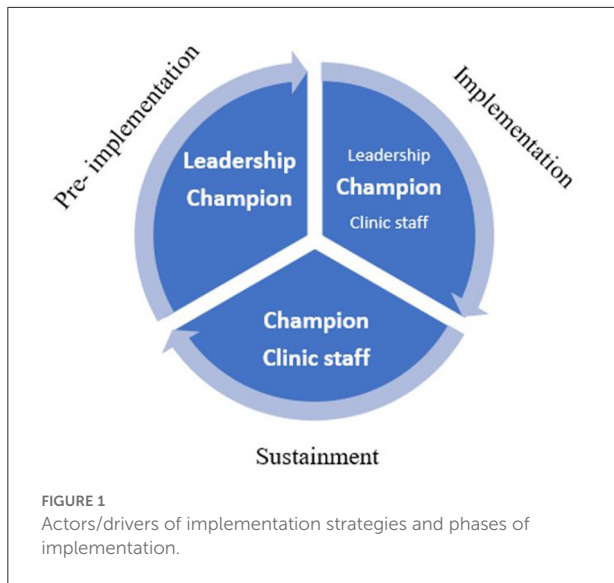 Pre- implementation
Implementation
Leadership
Champion
Leadership
Champion
Clinic staff
Champion
Clinic staff
Sustainment
FIGURE 1
Actors/drivers of implementation strategies and phases of
implementation.